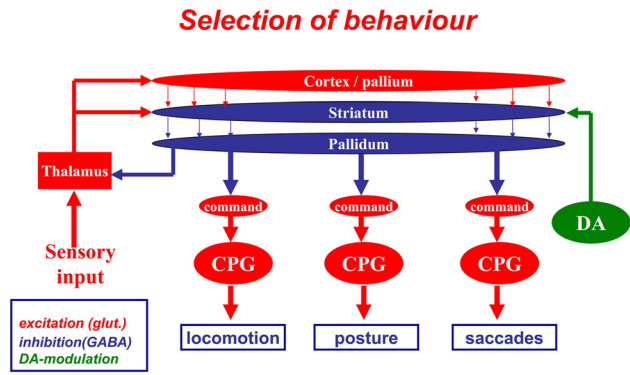 Selection of behaviour
Cortex / pallium
Striatum
Pallidum
Thalamus
command
command
command
DA
Sensory
input
CPG
CPG
CPG
excitation (glut.)
inhibition(GABA)
DA-modulation
locomotion
posture
saccades